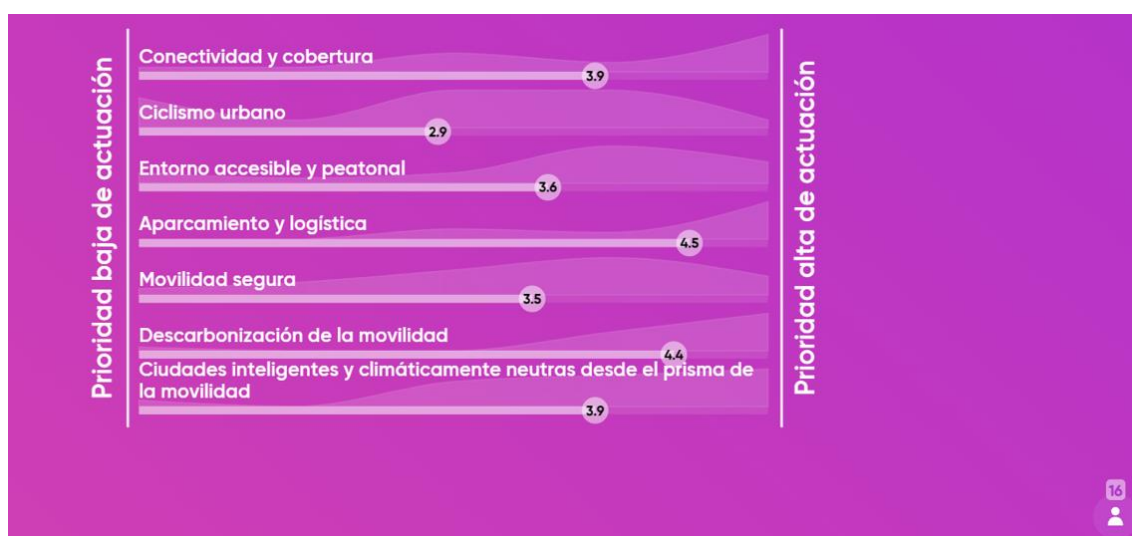 Prioridad baja de actuación
Conectividad y cobertura
3.9
Ciclismo urbano
2.9
Entorno accesible y peatonal
3.6
Aparcamiento y logística
4.5
Movilidad segura
3.5
Descarbonización de la movilidad
4.4
Ciudades inteligentes y climáticamente neutras desde el prisma de
la movilidad
3.9
Prioridad alta de actuación
16